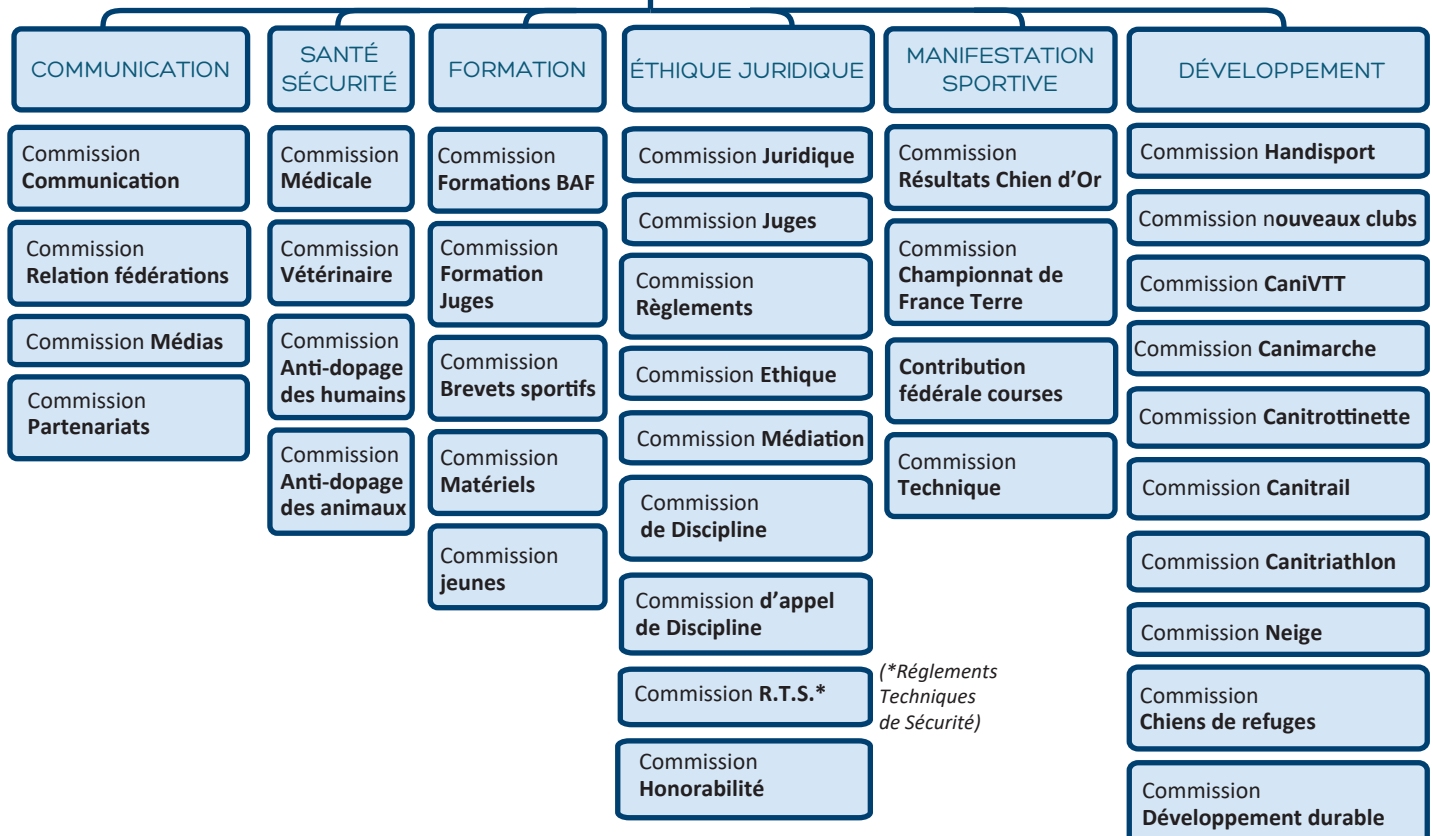 COMMUNICATION
Commission
Communication
Commission
Relation fédérations
Commission Médias
Commission
Partenariats
SANTÉ
SÉCURITÉ
Commission
Médicale
Commission
Vétérinaire
Commission
Anti-dopage
des humains
Commission
Anti-dopage
des animaux
FORMATION
Commission
Formations BAF
Commission
Formation
Juges
Commission
Brevets sportifs
Commission
Matériels
Commission
jeunes
ÉTHIQUE JURIDIQUE
Commission Juridique
Commission Juges
Commission
Règlements
Commission Ethique
Commission Médiation
Commission
de Discipline
Commission d’appel
de Discipline
Commission R.T.S.*
(*Réglements
Techniques
de Sécurité)
Commission
Honorabilité
MANIFESTATION
SPORTIVE
Commission
Résultats Chien d’Or
Commission
Championnat de
France Terre
Contribution
fédérale courses
Commission
Technique
DÉVELOPPEMENT
Commission Handisport
Commission nouveaux clubs
Commission CaniVTT
Commission Canimarche
Commission Canitrottinette
Commission Canitrail
Commission Canitriathlon
Commission Neige
Commission
Chiens de refuges
Commission
Développement durable